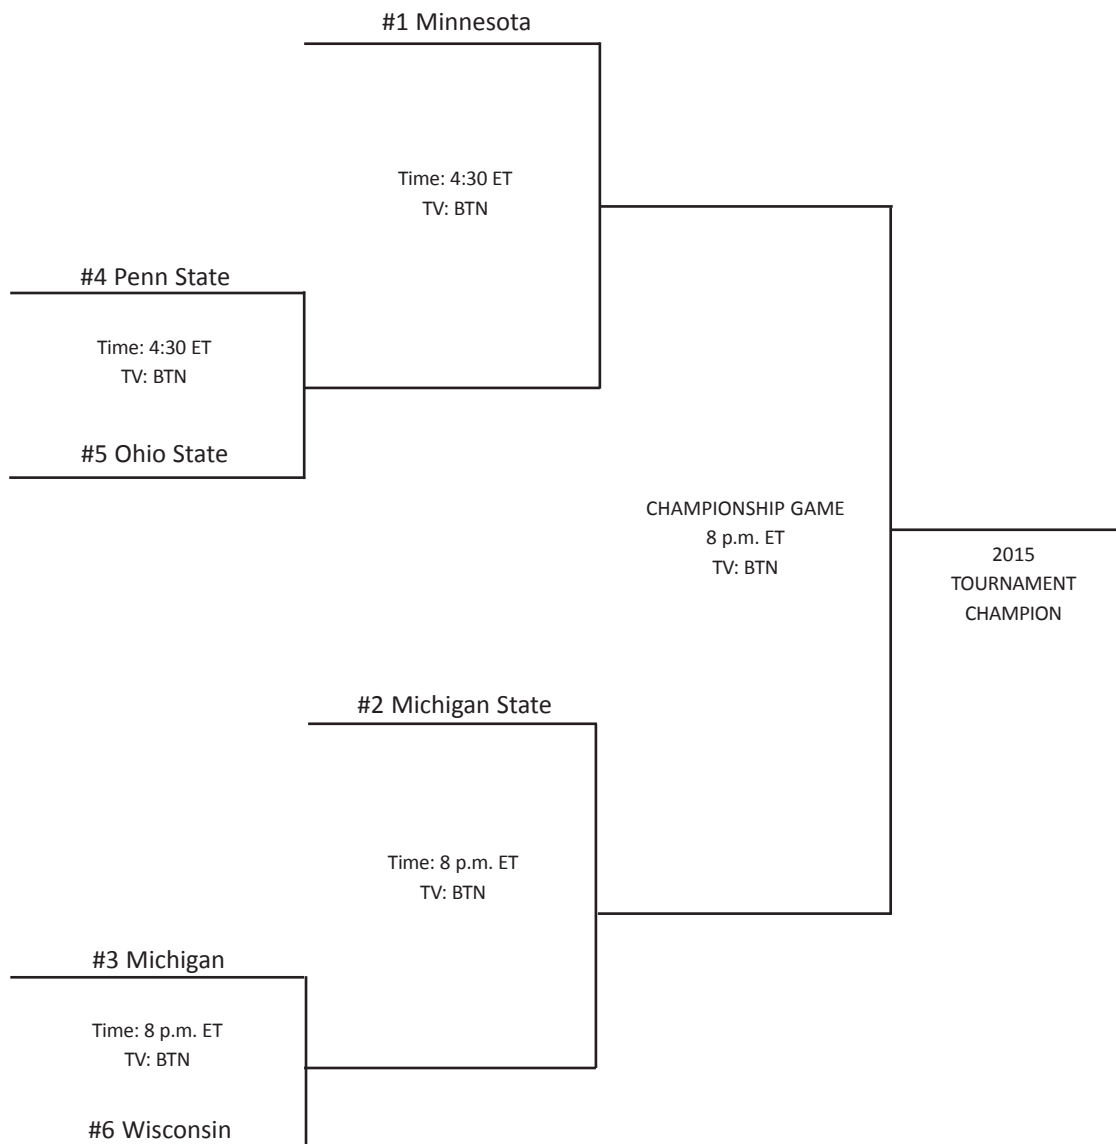 #1 Minnesota
Time: 4:30 ET
TV: BTN
#4 Penn State
Time: 4:30 ET
TV: BTN
#5 Ohio State
CHAMPIONSHIP GAME
8 p.m. ET
TV: BTN
2015
TOURNAMENT
CHAMPION
#2 Michigan State
Time: 8 p.m. ET
TV: BTN
#3 Michigan
Time: 8 p.m. ET
TV: BTN
#6 Wisconsin